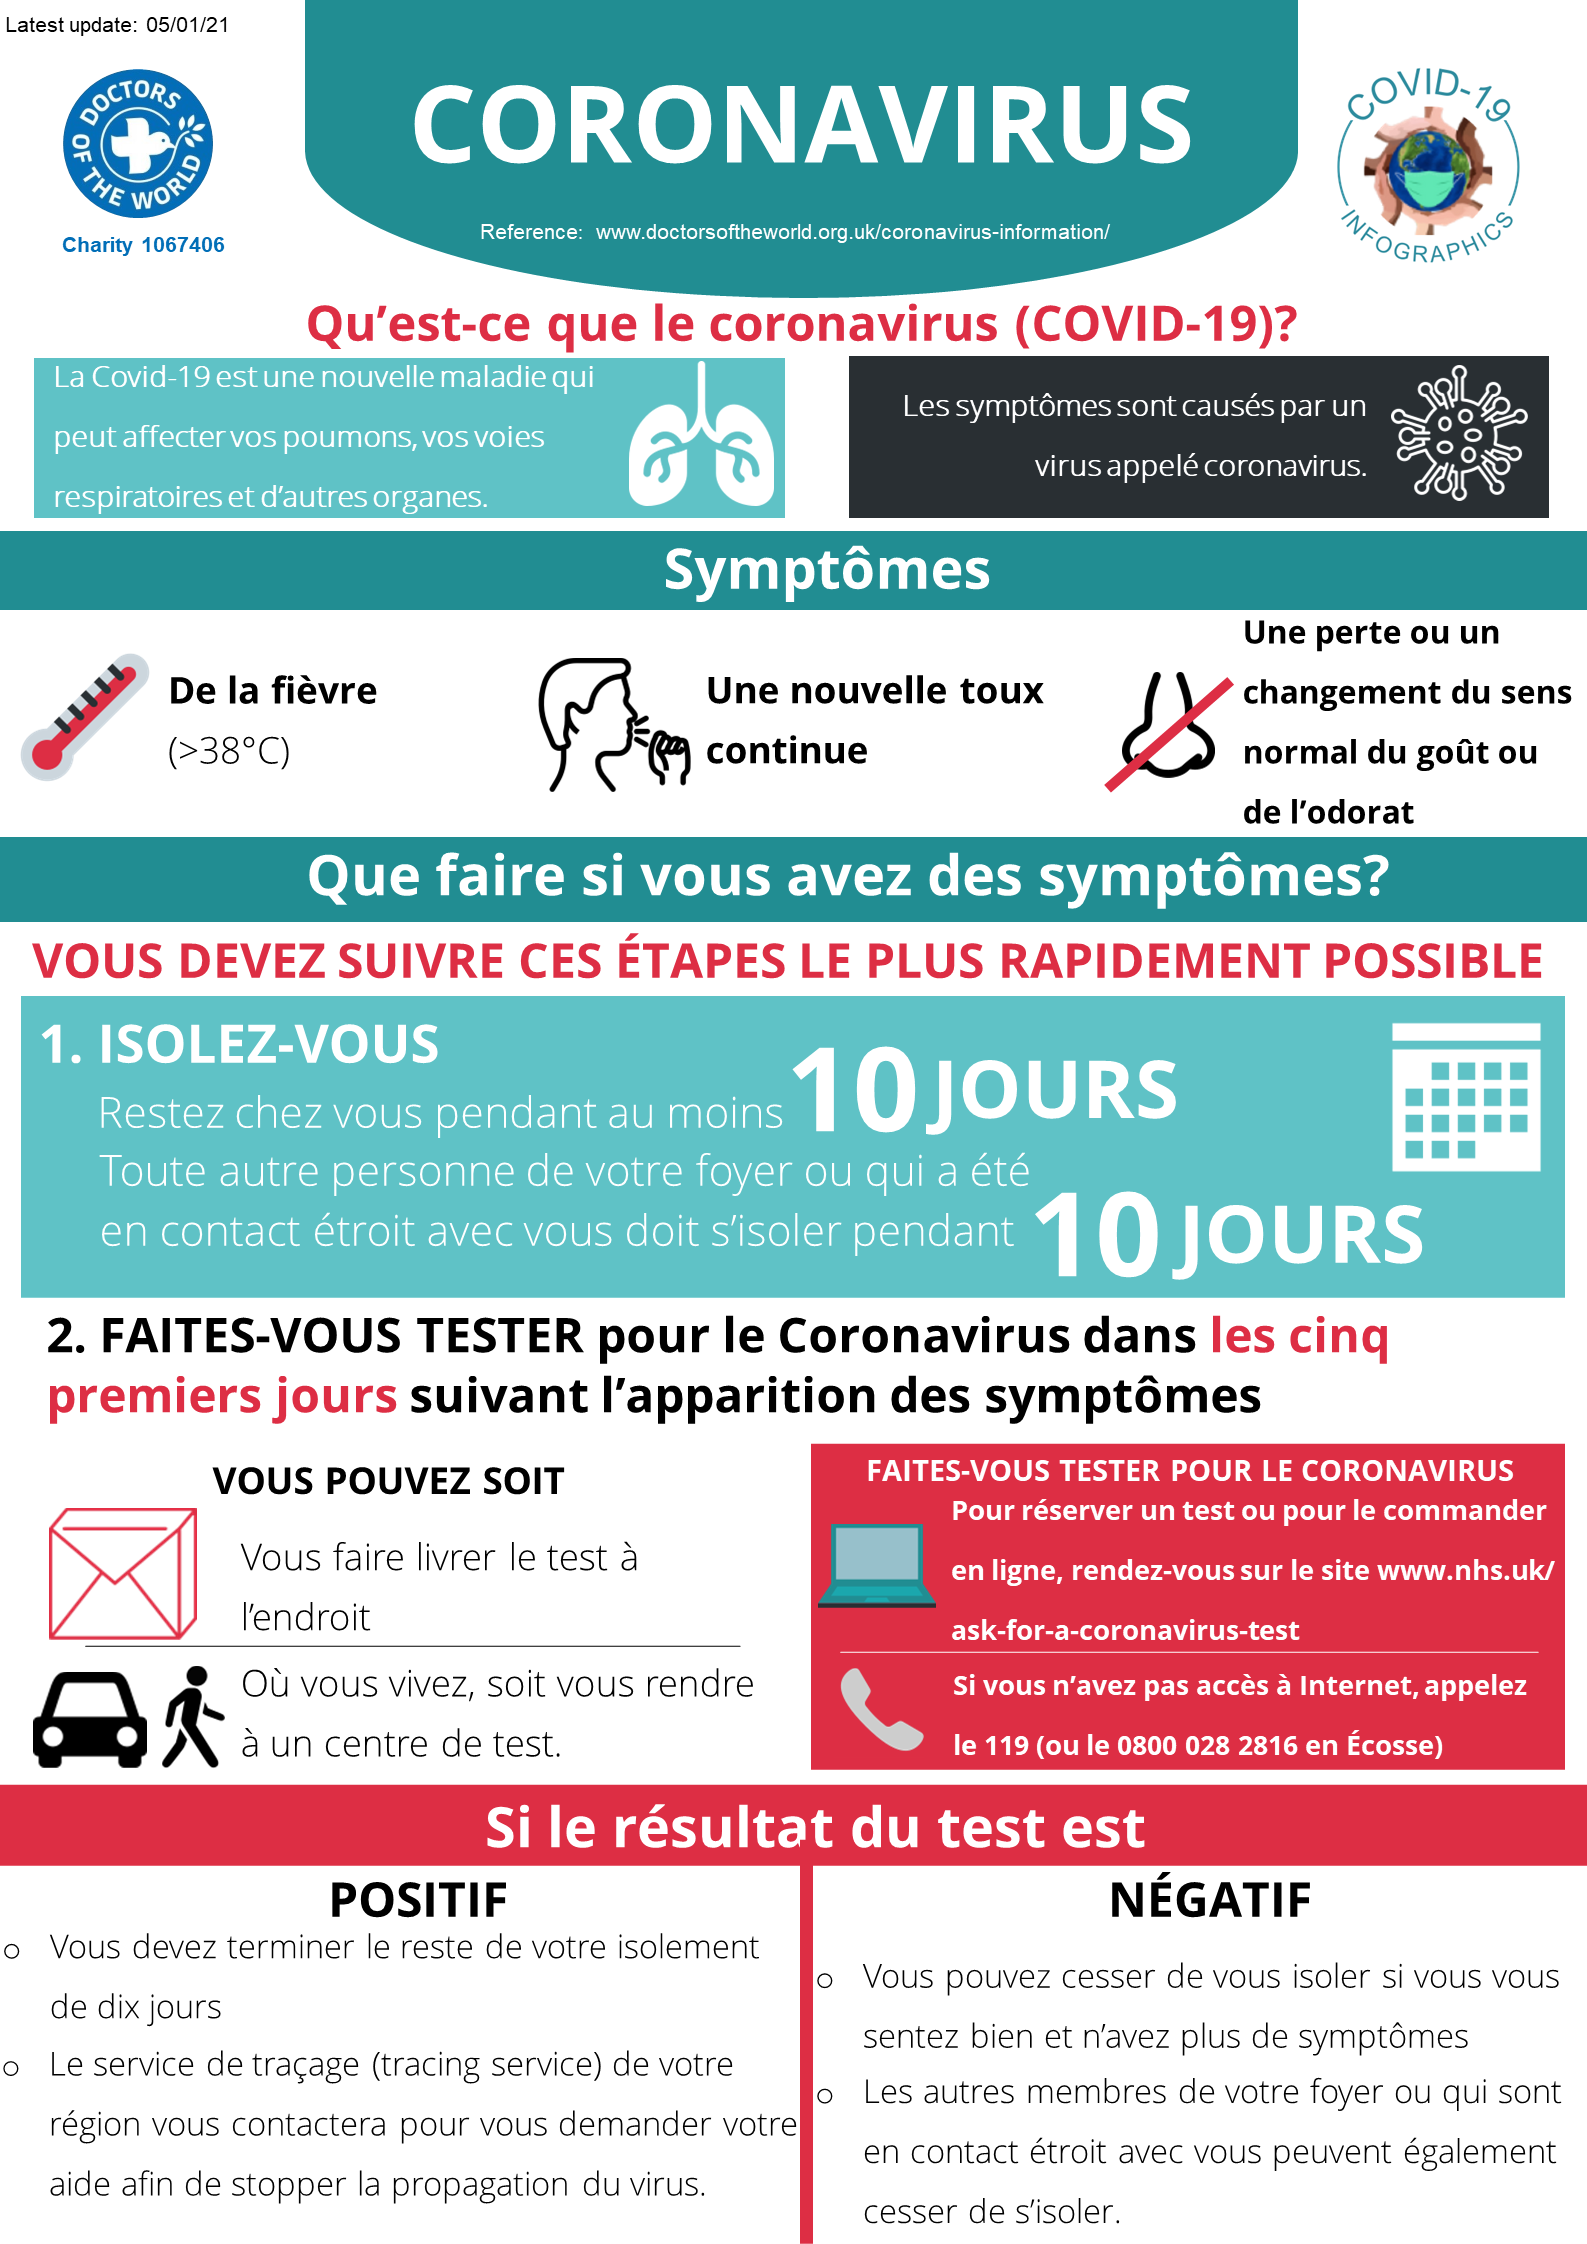 Latest update: 05/01/21
DOCTORS
OF THE WORLD
Charity 1067406
CORONAVIRUS
Reference: www.doctorsoftheworld.org.uk/coronavirus-information/
COVID-19
INFOGRAPHICS
Qu’est-ce que le coronavirus (COVID-19)?
La Covid-19 est une nouvelle maladie qui
peut affecter vos poumons, vos voies
respiratoires et d’autres organes.
Les symptômes sont causés par un
virus appelé coronavirus.
Symptômes
De la fièvre
(>38°C)
Une nouvelle toux
continue
Une perte ou un
changement du sens
normal du goût ou
de l’odorat
Que faire si vous avez des symptômes?
VOUS DEVEZ SUIVRE CES ÉTAPES LE PLUS RAPIDEMENT POSSIBLE
1. ISOLEZ-VOUS
Restez chez vous pendant au moins 10 JOURS
Toute autre personne de votre foyer ou qui a été
en contact étroit avec vous doit s’isoler pendant 10 JOURS
2. FAITES-VOUS TESTER pour le Coronavirus dans les cinq
premiers jours suivant l’apparition des symptômes
VOUS POUVEZ SOIT
Vous faire livrer le test à
l’endroit
Où vous vivez, soit vous rendre
à un centre de test.
FAITES-VOUS TESTER POUR LE CORONAVIRUS
Pour réserver un test ou pour le commander
en ligne, rendez-vous sur le site www.nhs.uk/
ask-for-a-coronavirus-test
Si vous n’avez pas accès à Internet, appelez
le 119 (ou le 0800 028 2816 en Écosse)
Si le résultat du test est
POSITIF
o Vous devez terminer le reste de votre isolement
de dix jours
o Le service de traçage (tracing service) de votre
région vous contactera pour vous demander votre
aide afin de stopper la propagation du virus.
NÉGATIF
o Vous pouvez cesser de vous isoler si vous vous
sentez bien et n’avez plus de symptômes
o Les autres membres de votre foyer ou qui sont
en contact étroit avec vous peuvent également
cesser de s’isoler.